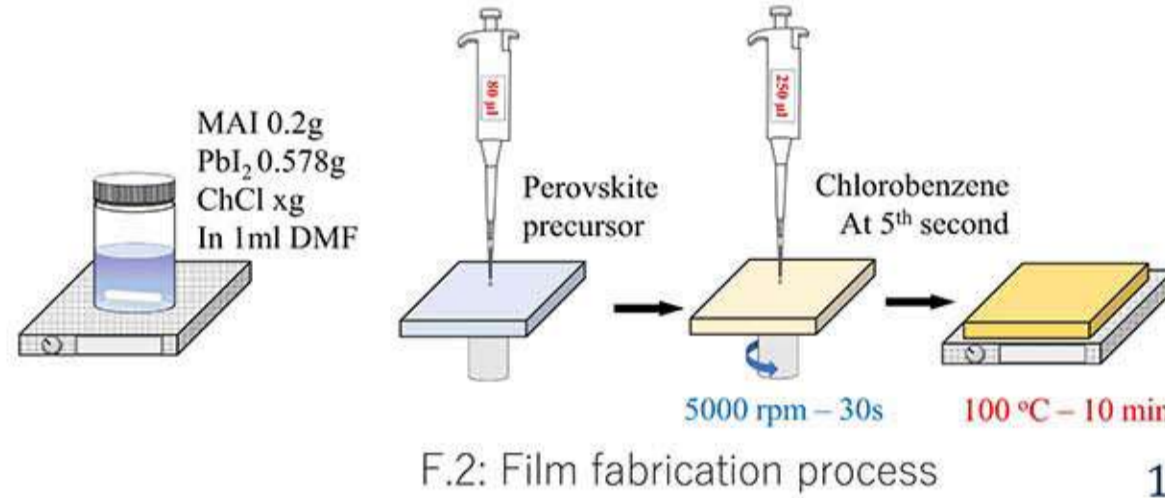 MAI 0.2g
PbI₂ 0.578g
ChCl xg
In 1ml DMF
80 µl
Perovskite
precursor
250 µl
Chlorobenzene
At 5th second
5000 rpm – 30s
100 °C – 10 min
F.2: Film fabrication process
1